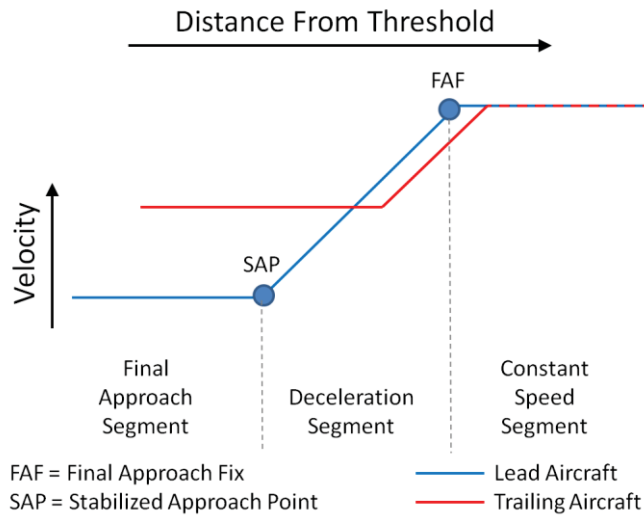 Distance From Threshold
FAF
Velocity
SAP
Final
Approach
Segment
Deceleration
Segment
Constant
Speed
Segment
FAF = Final Approach Fix
SAP = Stabilized Approach Point
Lead Aircraft
Trailing Aircraft